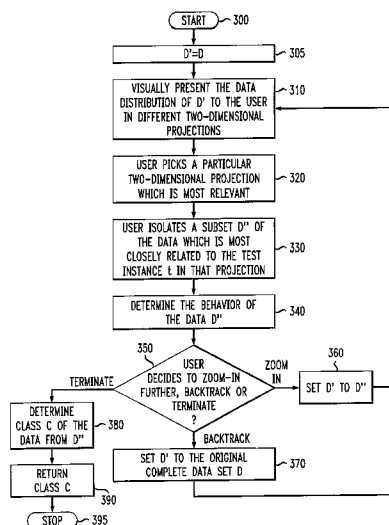 START
300
D'=D
305
VISUALLY PRESENT THE DATA
DISTRIBUTION OF D' TO THE USER
IN DIFFERENT TWO-DIMENSIONAL
PROJECTIONS
310
USER PICKS A PARTICULAR
TWO-DIMENSIONAL PROJECTION
WHICH IS MOST RELEVANT
320
USER ISOLATES A SUBSET D" OF
THE DATA WHICH IS MOST
CLOSELY RELATED TO THE TEST
INSTANCE t IN THAT PROJECTION
330
DETERMINE THE BEHAVIOR OF
THE DATA D"
340
350
USER
DECIDES TO ZOOM-IN
FURTHER, BACKTRACK OR
TERMINATE
?
TERMINATE
ZOOM
IN
360
SET D' TO D"
BACKTRACK
DETERMINE
CLASS C OF THE
DATA FROM D"
380
SET D' TO THE ORIGINAL
COMPLETE DATA SET D
370
RETURN
CLASS C
390
STOP
395